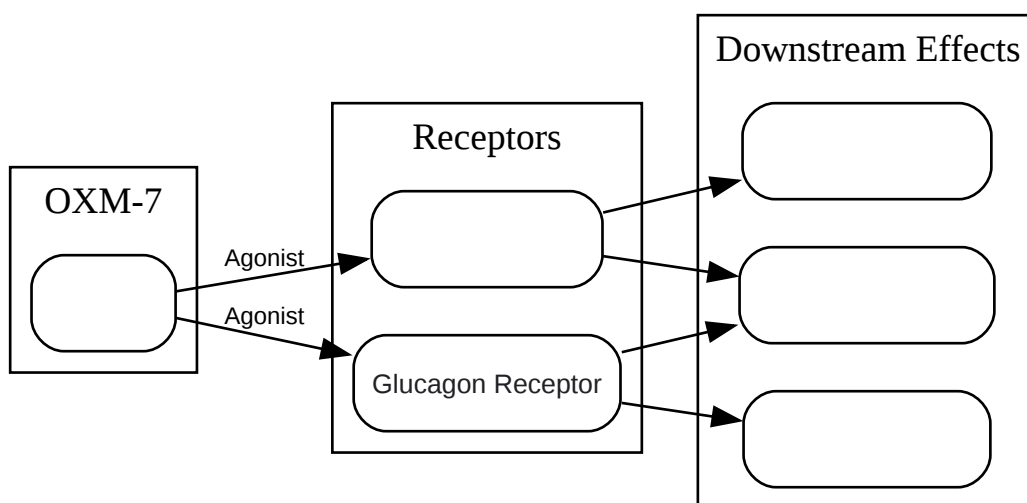 OXM-7
Agonist
Agonist
Receptors
Glucagon Receptor
Downstream Effects